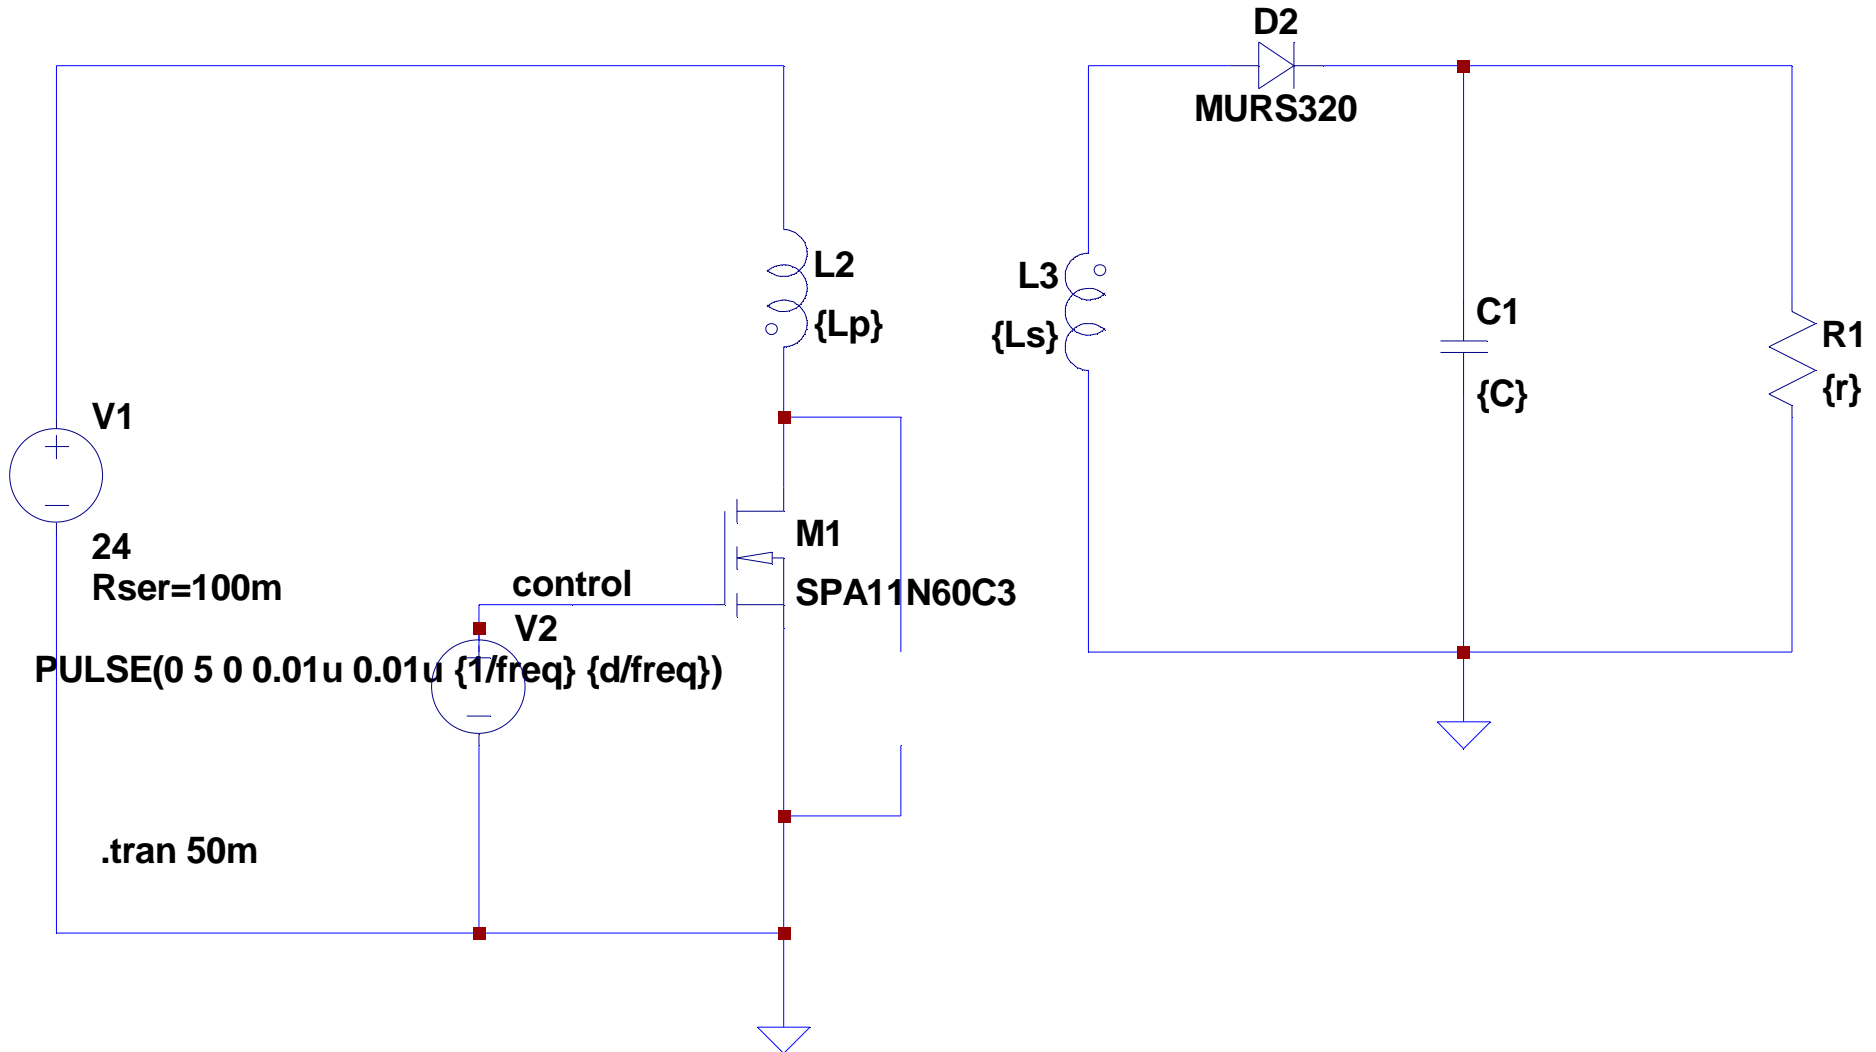 D2
MURS320
L2
{Lp}
L3
{Ls}
C1
{C}
R1
{r}
V1
24
Rser=100m
M1
SPA11N60C3
control
V2
PULSE(0 5 0 0.01u 0.01u {1/freq} {d/freq})
.tran 50m